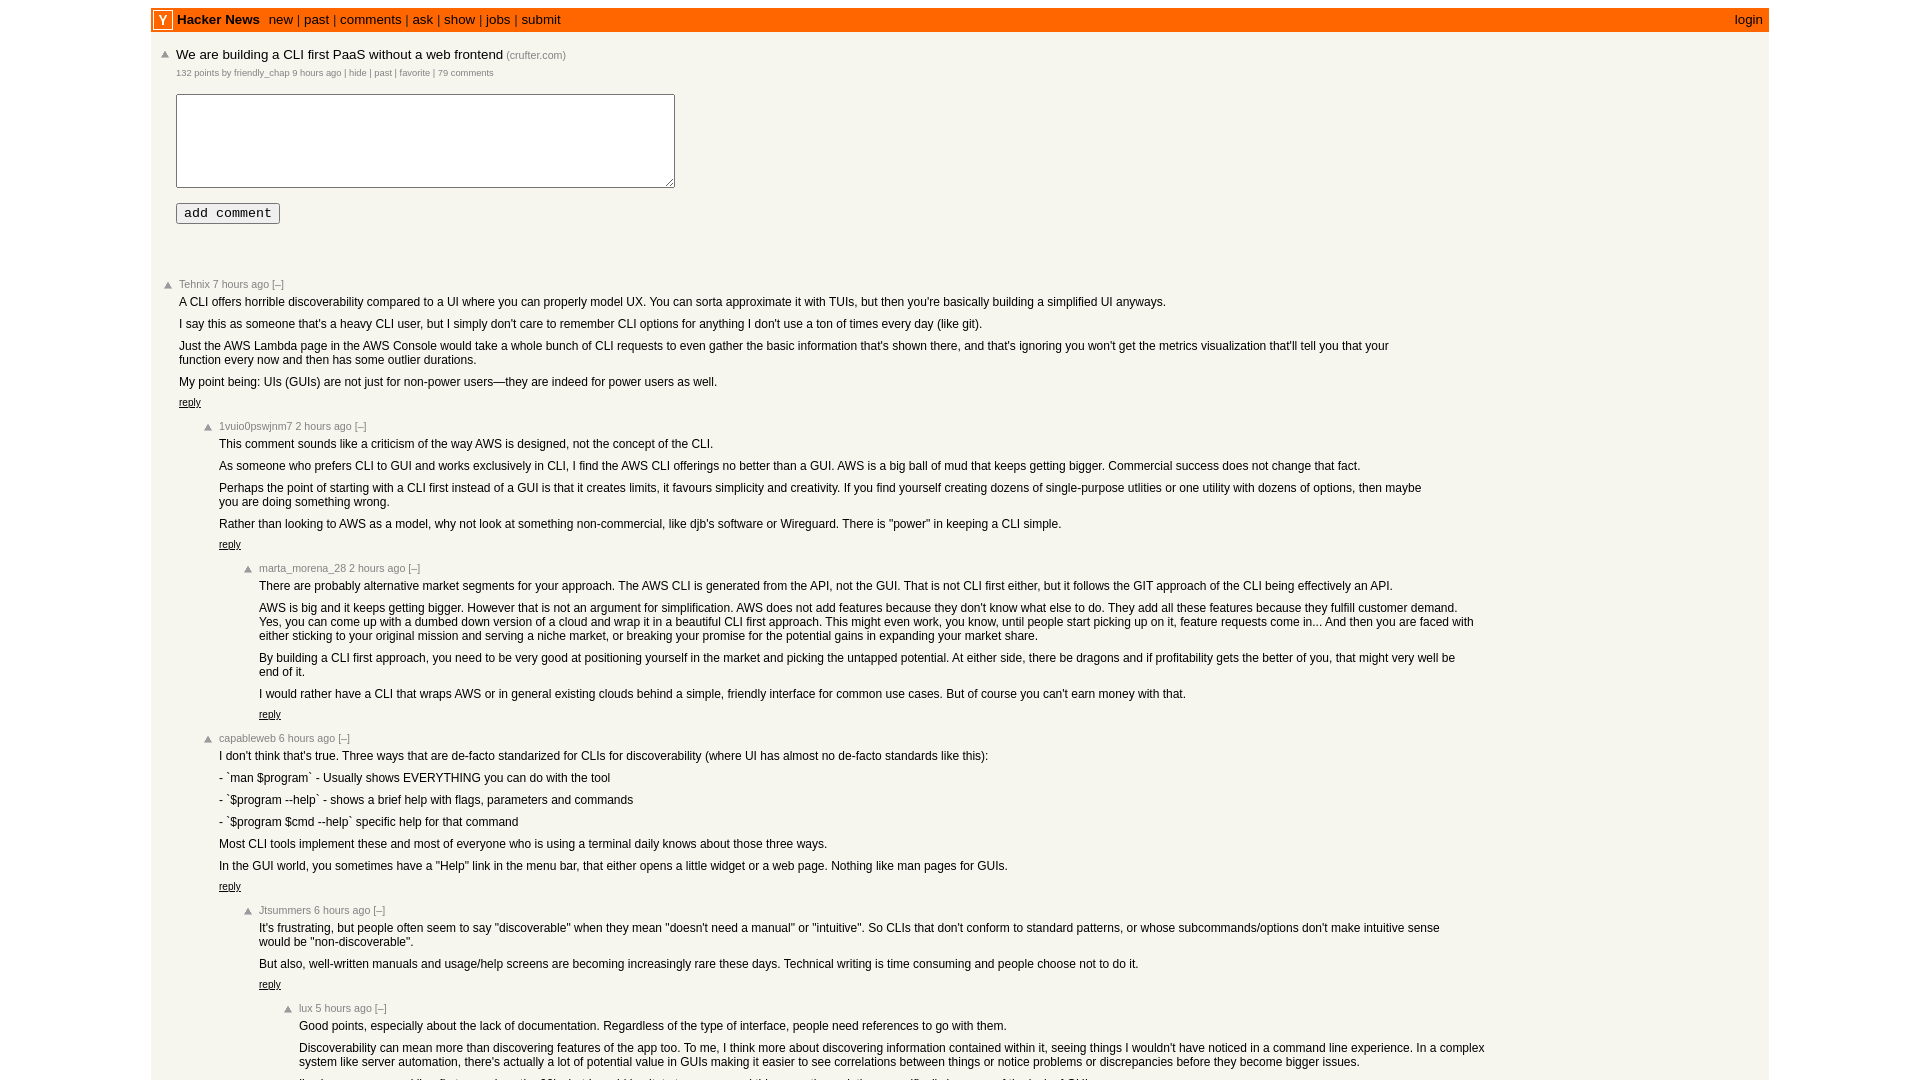 Y Hacker News new | past | comments | ask | show | jobs | submit login
We are building a CLI first PaaS without a web frontend (crufter.com)
132 points by friendly_chap 9 hours ago | hide | past | favorite | 79 comments
add comment
Tehnix 7 hours ago [–]
A CLI offers horrible discoverability compared to a UI where you can properly model UX. You can sorta approximate it with TUIs, but then you're basically building a simplified UI anyways.
I say this as someone that's a heavy CLI user, but I simply don't care to remember CLI options for anything I don't use a ton of times every day (like git).
Just the AWS Lambda page in the AWS Console would take a whole bunch of CLI requests to even gather the basic information that's shown there, and that's ignoring you won't get the metrics visualization that'll tell you that your
function every now and then has some outlier durations.
My point being: UIs (GUIs) are not just for non-power users—they are indeed for power users as well.
reply
1vuio0pswjnm7 2 hours ago [–]
This comment sounds like a criticism of the way AWS is designed, not the concept of the CLI.
As someone who prefers CLI to GUI and works exclusively in CLI, I find the AWS CLI offerings no better than a GUI. AWS is a big ball of mud that keeps getting bigger. Commercial success does not change that fact.
Perhaps the point of starting with a CLI first instead of a GUI is that it creates limits, it favours simplicity and creativity. If you find yourself creating dozens of single-purpose utlities or one utility with dozens of options, then maybe
you are doing something wrong.
Rather than looking to AWS as a model, why not look at something non-commercial, like djb's software or Wireguard. There is "power" in keeping a CLI simple.
reply
marta_morena_28 2 hours ago [–]
There are probably alternative market segments for your approach. The AWS CLI is generated from the API, not the GUI. That is not CLI first either, but it follows the GIT approach of the CLI being effectively an API.
AWS is big and it keeps getting bigger. However that is not an argument for simplification. AWS does not add features because they don't know what else to do. They add all these features because they fulfill customer demand.
Yes, you can come up with a dumbed down version of a cloud and wrap it in a beautiful CLI first approach. This might even work, you know, until people start picking up on it, feature requests come in... And then you are faced with
either sticking to your original mission and serving a niche market, or breaking your promise for the potential gains in expanding your market share.
By building a CLI first approach, you need to be very good at positioning yourself in the market and picking the untapped potential. At either side, there be dragons and if profitability gets the better of you, that might very well be
end of it.
I would rather have a CLI that wraps AWS or in general existing clouds behind a simple, friendly interface for common use cases. But of course you can't earn money with that.
reply
capableweb 6 hours ago [–]
I don't think that's true. Three ways that are de-facto standarized for CLIs for discoverability (where UI has almost no de-facto standards like this):
- `man $program` - Usually shows EVERYTHING you can do with the tool
- `$program --help` - shows a brief help with flags, parameters and commands
- `$program $cmd --help` specific help for that command
Most CLI tools implement these and most of everyone who is using a terminal daily knows about those three ways.
In the GUI world, you sometimes have a "Help" link in the menu bar, that either opens a little widget or a web page. Nothing like man pages for GUIs.
reply
Jtsummers 6 hours ago [–]
It's frustrating, but people often seem to say "discoverable" when they mean "doesn't need a manual" or "intuitive". So CLIs that don't conform to standard patterns, or whose subcommands/options don't make intuitive sense
would be "non-discoverable".
But also, well-written manuals and usage/help screens are becoming increasingly rare these days. Technical writing is time consuming and people choose not to do it.
reply
lux 5 hours ago [–]
Good points, especially about the lack of documentation. Regardless of the type of interface, people need references to go with them.
Discoverability can mean more than discovering features of the app too. To me, I think more about discovering information contained within it, seeing things I wouldn't have noticed in a command line experience. In a complex
system like server automation, there's actually a lot of potential value in GUIs making it easier to see correlations between things or notice problems or discrepancies before they become bigger issues.